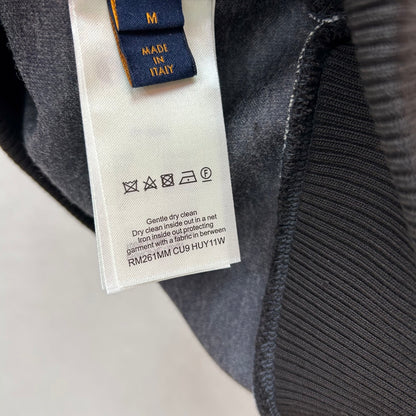 M
MADE
IN
ITALY
Gentle dry clean
Dry clean inside out in a net
Iron inside out protecting
garment with a fabric in between
RM261MM CU9 HUY11W